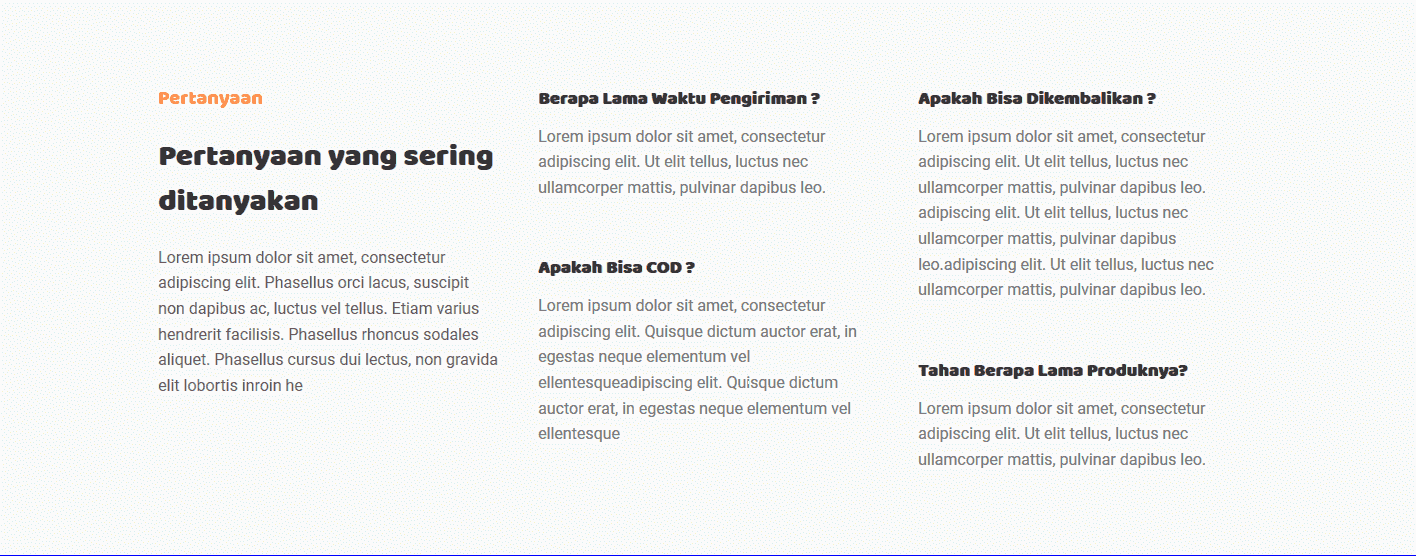 Pertanyaan
Pertanyaan yang sering
ditanyakan
Lorem ipsum dolor sit amet, consectetur
adipiscing elit. Phasellus orci lacus, suscipit
non dapibus ac, luctus vel tellus. Etiam varius
hendrerit facilisis. Phasellus rhoncus sodales
aliquet. Phasellus cursus dui lectus, non gravida
elit lobortis inroin he
Berapa Lama Waktu Pengiriman ?
Lorem ipsum dolor sit amet, consectetur
adipiscing elit. Ut elit tellus, luctus nec
ullamcorper mattis, pulvinar dapibus leo.
Apakah Bisa COD ?
Lorem ipsum dolor sit amet, consectetur
adipiscing elit. Quisque dictum auctor erat, in
egestas neque elementum vel
ellentesqueadipiscing elit. Quisque dictum
auctor erat, in egestas neque elementum vel
ellentesque
Apakah Bisa Dikembalikan ?
Lorem ipsum dolor sit amet, consectetur
adipiscing elit. Ut elit tellus, luctus nec
ullamcorper mattis, pulvinar dapibus leo.
adipiscing elit. Ut elit tellus, luctus nec
ullamcorper mattis, pulvinar dapibus
leo.adipiscing elit. Ut elit tellus, luctus nec
ullamcorper mattis, pulvinar dapibus leo.
Tahan Berapa Lama Produknya?
Lorem ipsum dolor sit amet, consectetur
adipiscing elit. Ut elit tellus, luctus nec
ullamcorper mattis, pulvinar dapibus leo.